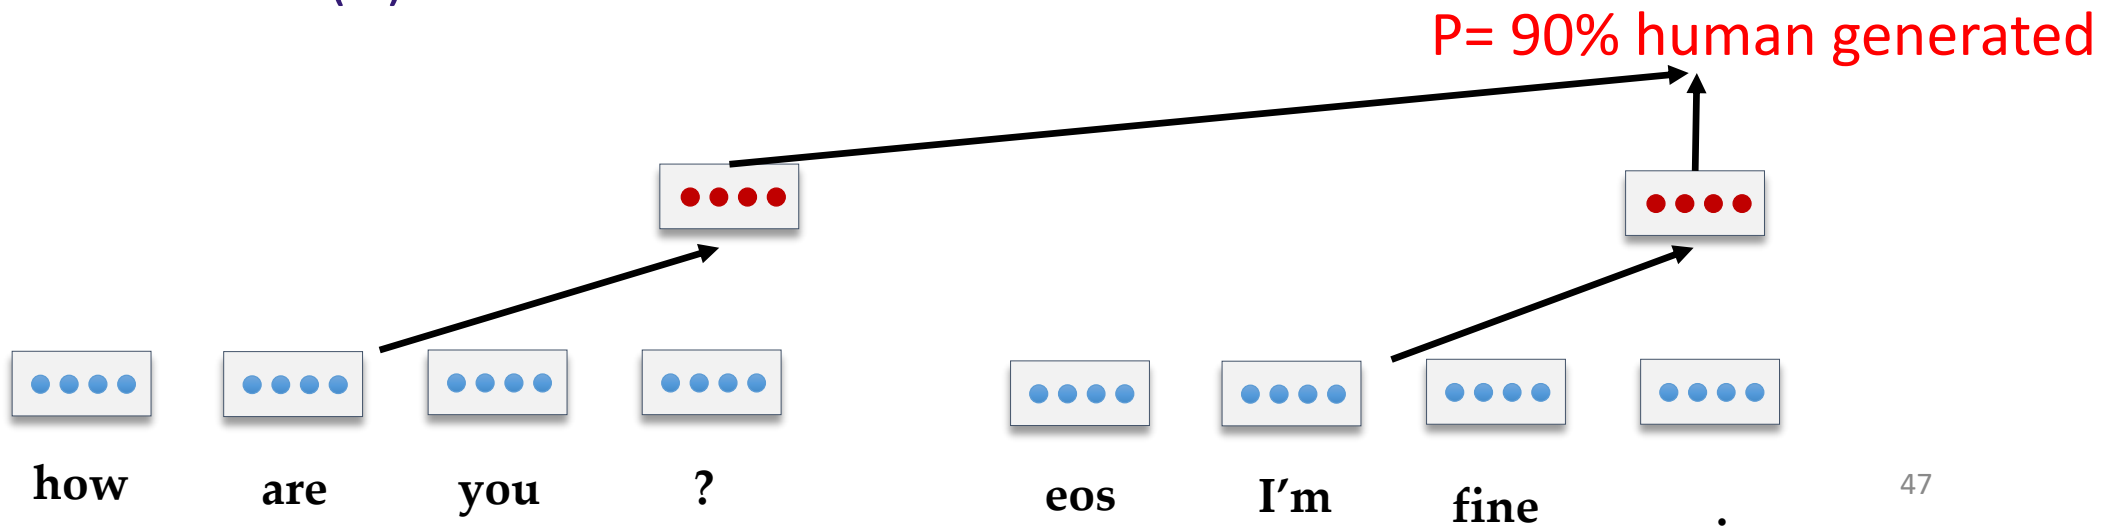 P= 90% human generated
how are you ? eos I’m fine .
47